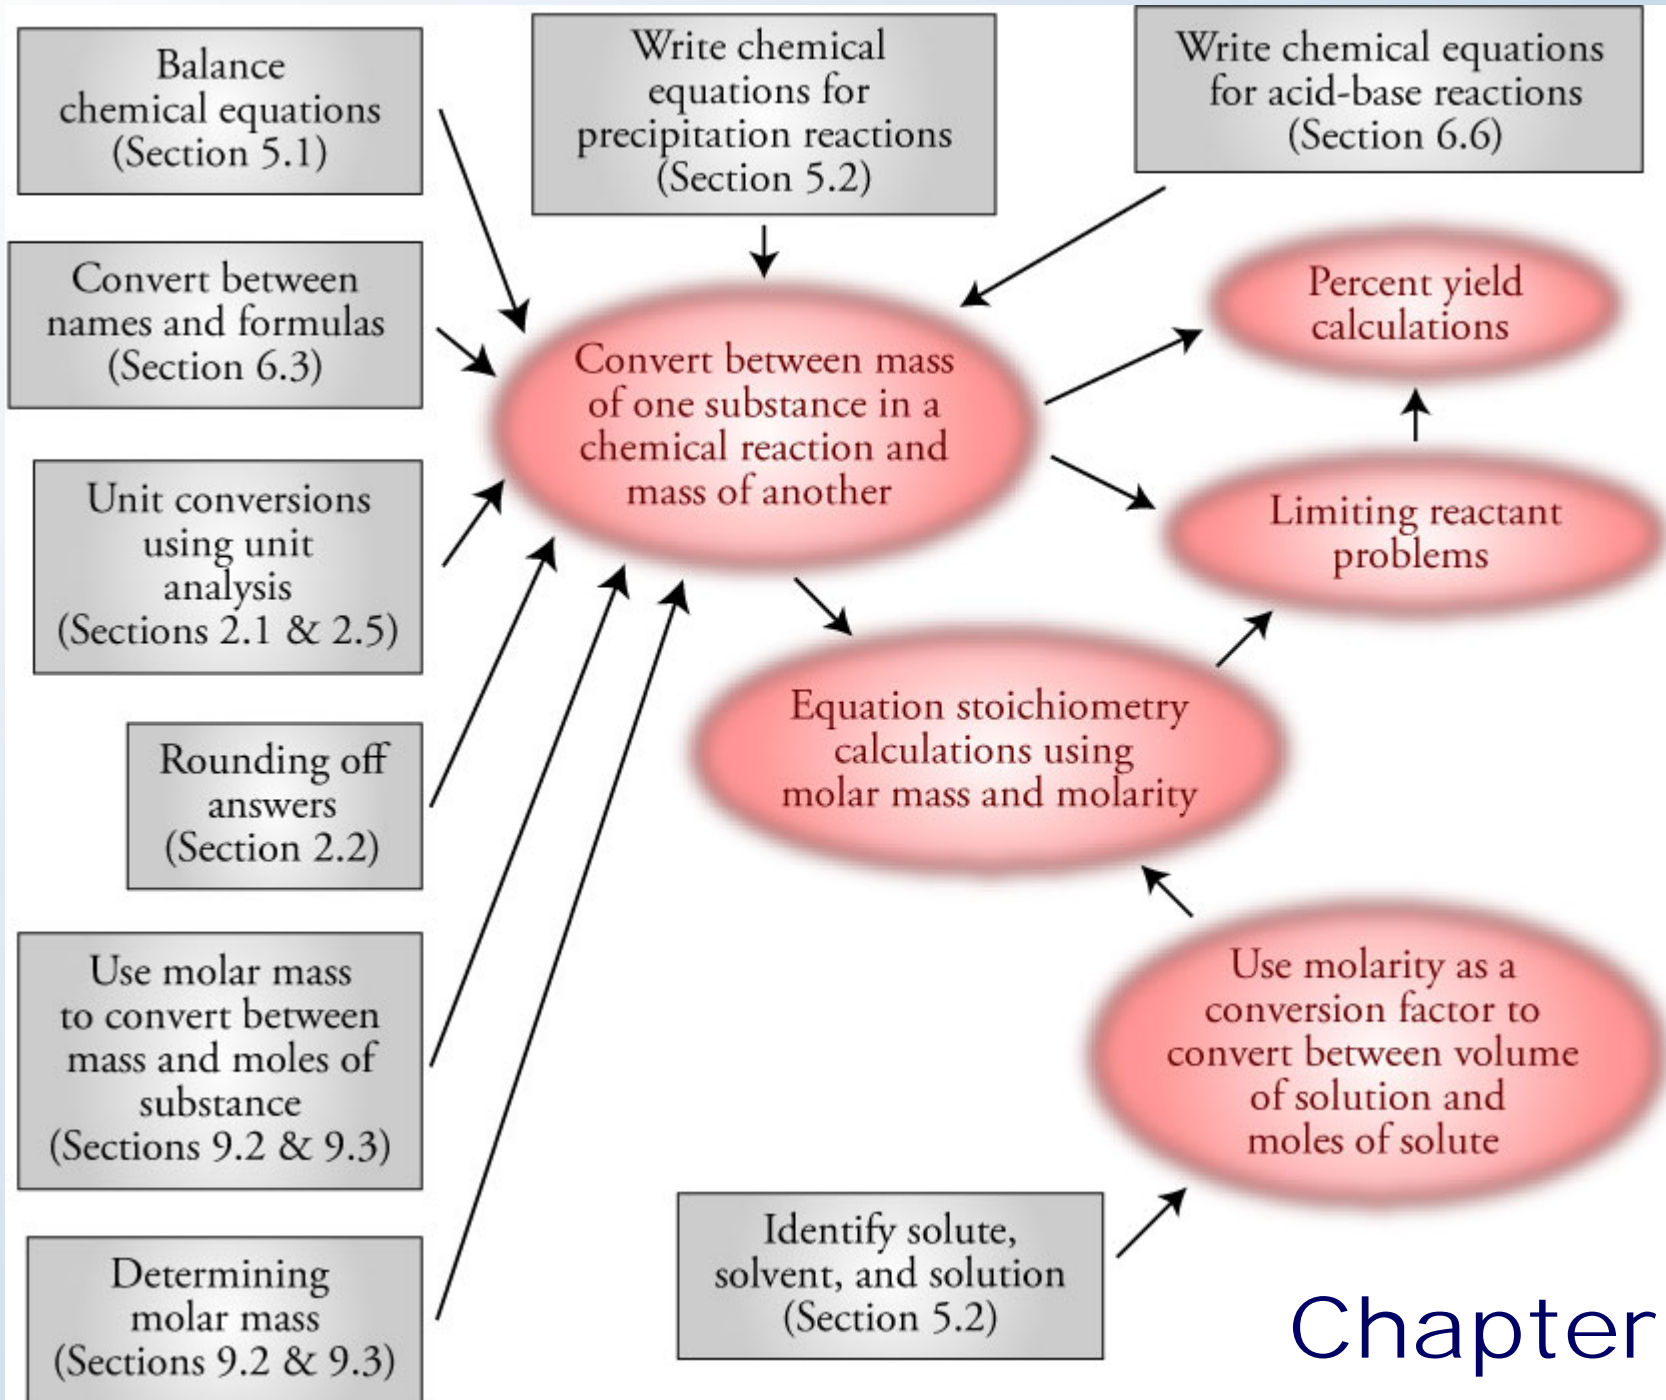 Balance
chemical equations
(Section 5.1)
Write chemical
equations for
precipitation reactions
(Section 5.2)
Write chemical equations
for acid-base reactions
(Section 6.6)
Convert between
names and formulas
(Section 6.3)
Percent yield
calculations
Convert between mass
of one substance in a
chemical reaction and
mass of another
Unit conversions
using unit
analysis
(Sections 2.1 & 2.5)
Limiting reactant
problems
Equation stoichiometry
calculations using
molar mass and molarity
Rounding off
answers
(Section 2.2)
Use molar mass
to convert between
mass and moles of
substance
(Sections 9.2 & 9.3)
Use molarity as a
conversion factor to
convert between volume
of solution and
moles of solute
Identify solute,
solvent, and solution
(Section 5.2)
Determining
molar mass
(Sections 9.2 & 9.3)
Chapter